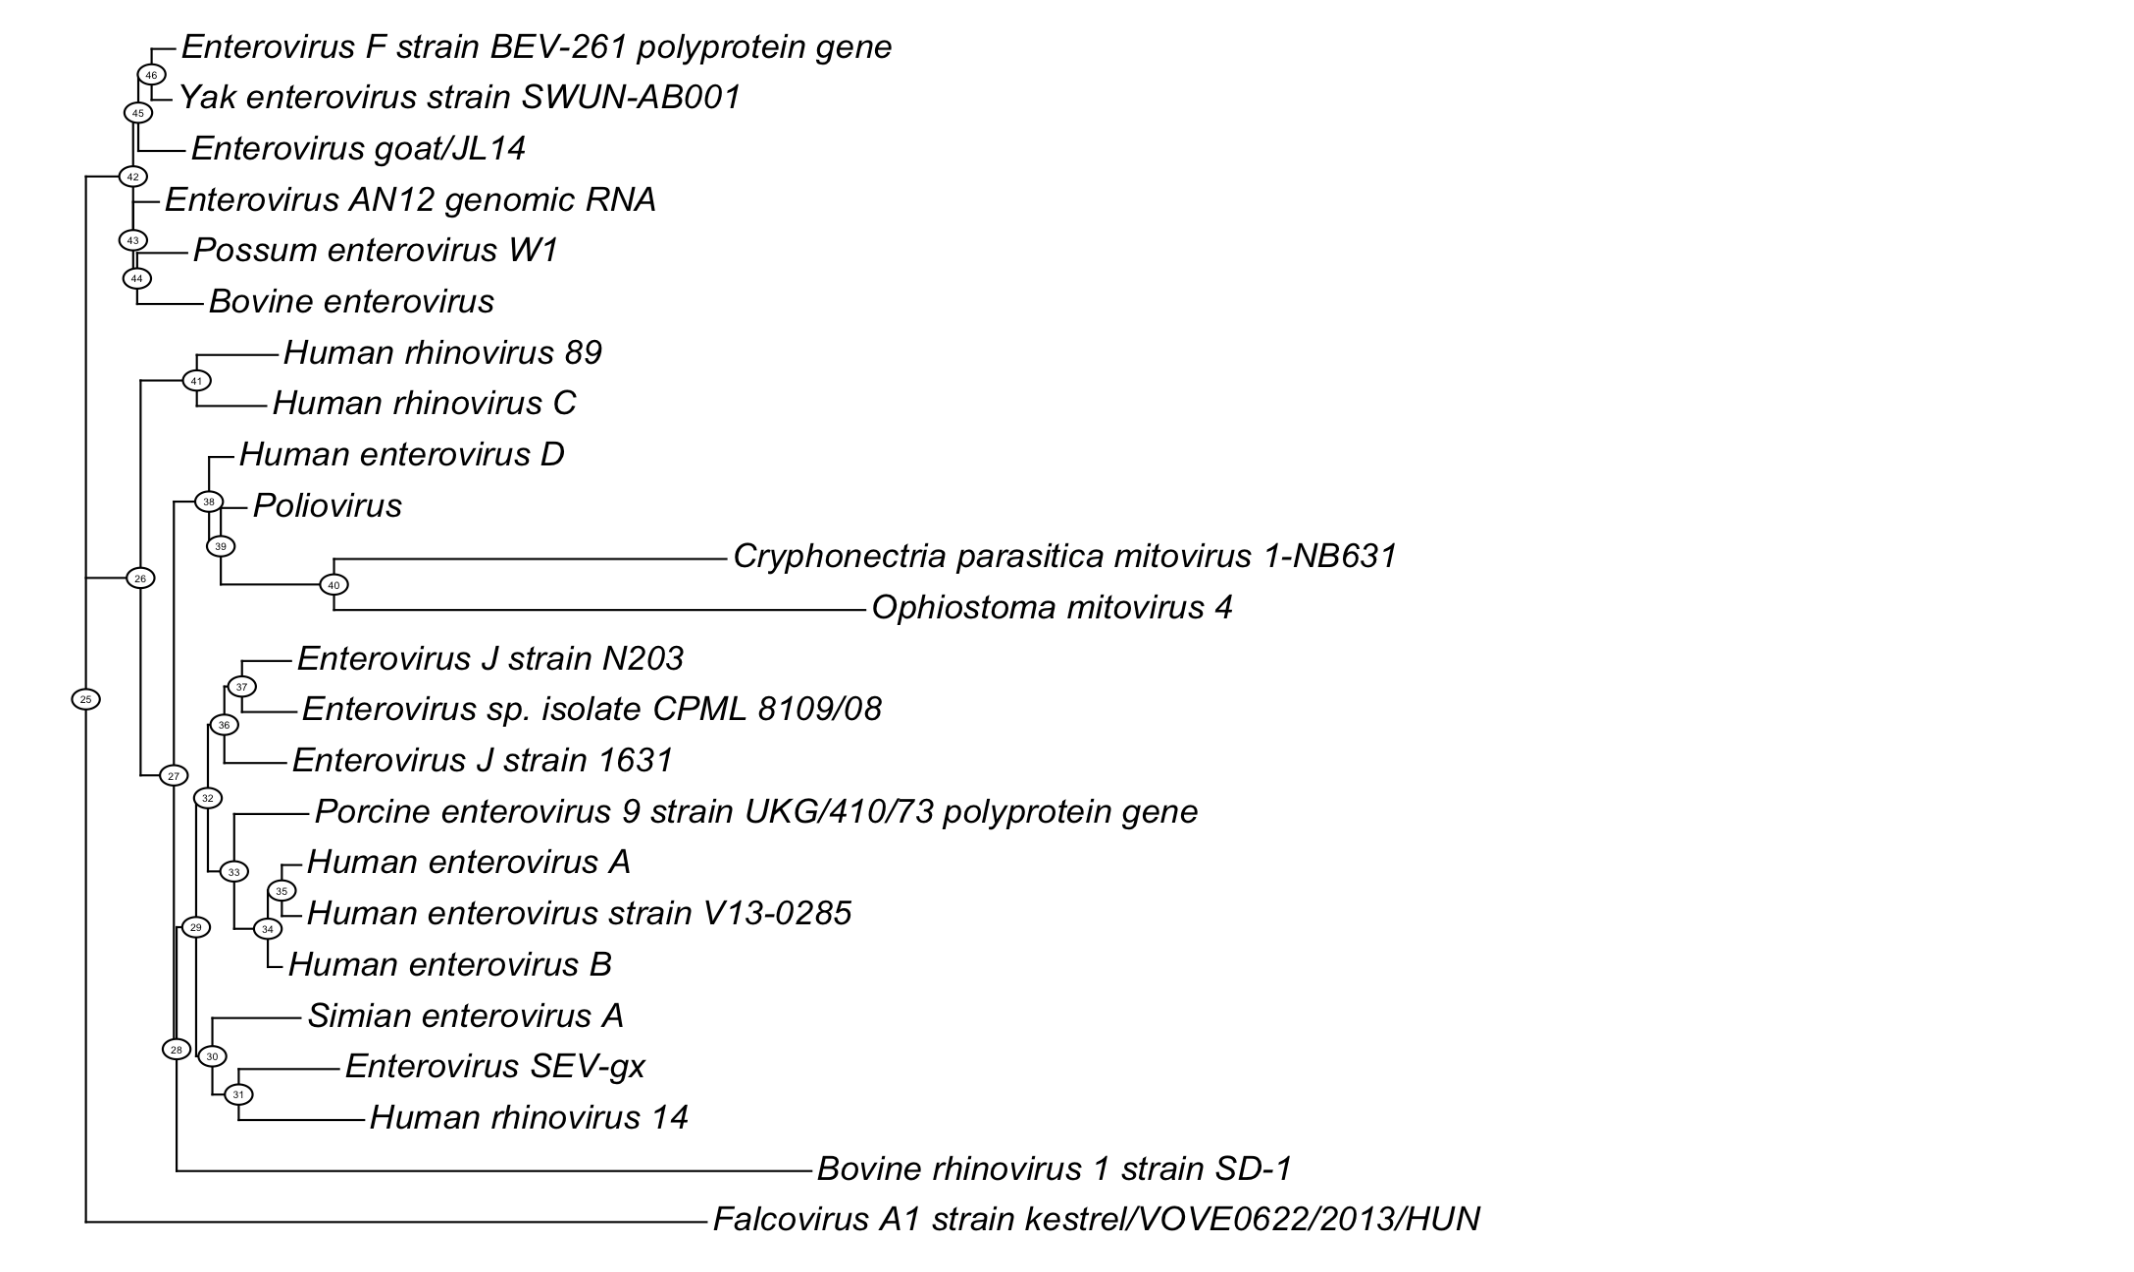 Enterovirus F strain BEV-261 polyprotein gene
46
Yak enterovirus strain SWUN-AB001
45
Enterovirus goat/JL14
42
Enterovirus AN12 genomic RNA
43
Possum enterovirus W1
44
Bovine enterovirus
Human rhinovirus 89
41
Human rhinovirus C
Human enterovirus D
38
Poliovirus
39
Cryphonectria parasitica mitovirus 1-NB631
26
40
Ophiostoma mitovirus 4
Enterovirus J strain N203
37
25
Enterovirus sp. isolate CPML 8109/08
36
Enterovirus J strain 1631
27
32
Porcine enterovirus 9 strain UKG/410/73 polyprotein gene
Human enterovirus A
33
35
Human enterovirus strain V13-0285
29
34
Human enterovirus B
Simian enterovirus A
28
30
Enterovirus SEV-gx
31
Human rhinovirus 14
Bovine rhinovirus 1 strain SD-1
Falcovirus A1 strain kestrel/VOVE0622/2013/HUN